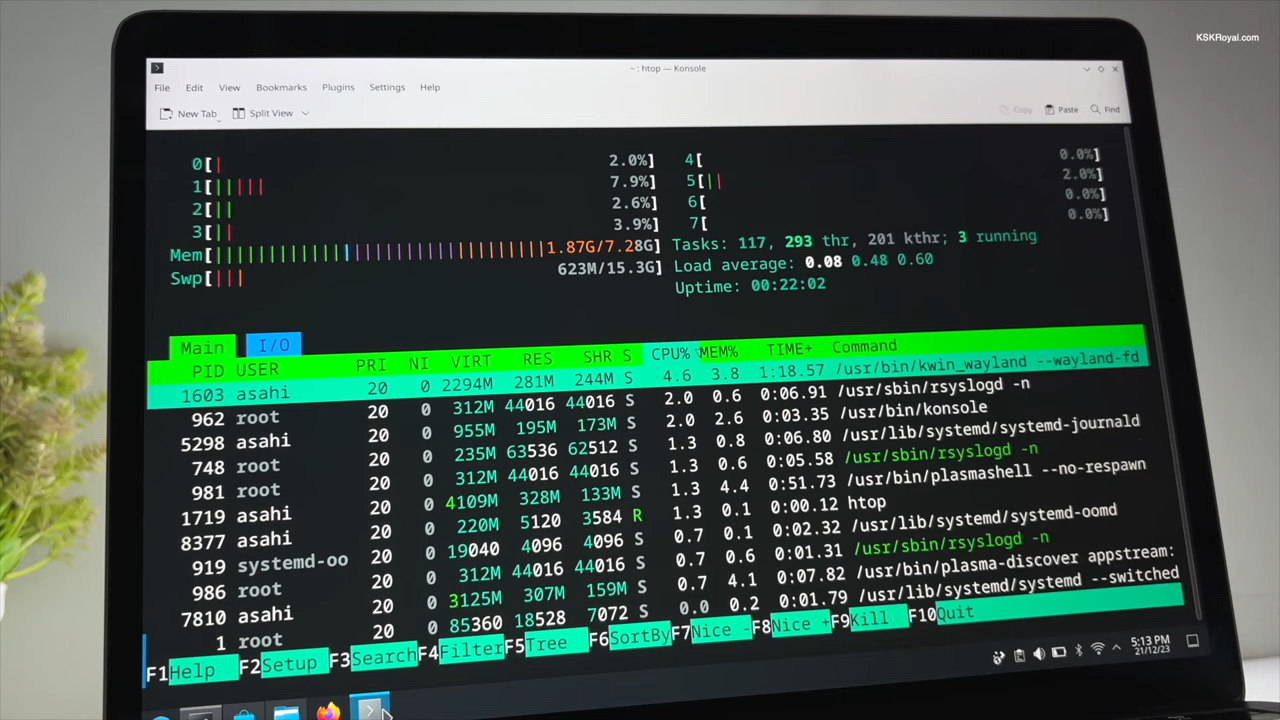 KSKRoyal.com
~ : htop — Konsole
File Edit View Bookmarks Plugins Settings Help
New Tab Split View Copy Paste Find
0[| 2.0%] 4[ 0.0%]
1[||||| 7.9%] 5[|| 2.0%]
2[|| 2.6%] 6[ 0.0%]
3[|| 3.9%] 7[ 0.0%]
Mem[||||||||||||||||||||||||||||||1.87G/7.28G] Tasks: 117, 293 thr, 201 kthr; 3 running
Swp[||| 623M/15.3G] Load average: 0.08 0.48 0.60
Uptime: 00:22:02
Main I/O
PID USER PRI NI VIRT RES SHR S CPU%▽MEM% TIME+ Command
1603 asahi 20 0 2294M 281M 244M S 4.6 3.8 1:18.57 /usr/bin/kwin_wayland --wayland-fd
962 root 20 0 312M 44016 44016 S 2.0 0.6 0:06.91 /usr/sbin/rsyslogd -n
5298 asahi 20 0 955M 195M 173M S 2.0 2.6 0:03.35 /usr/bin/konsole
748 root 20 0 235M 63536 62512 S 1.3 0.8 0:06.80 /usr/lib/systemd/systemd-journald
981 root 20 0 312M 44016 44016 S 1.3 0.6 0:05.58 /usr/sbin/rsyslogd -n
1719 asahi 20 0 4109M 328M 133M S 1.3 4.4 0:51.73 /usr/bin/plasmashell --no-respawn
8377 asahi 20 0 220M 5120 3584 R 1.3 0.1 0:00.12 htop
919 systemd-oo 20 0 19040 4096 4096 S 0.7 0.1 0:02.32 /usr/lib/systemd/systemd-oomd
986 root 20 0 312M 44016 44016 S 0.7 0.6 0:01.31 /usr/sbin/rsyslogd -n
7810 asahi 20 0 3125M 307M 159M S 0.7 4.1 0:07.82 /usr/bin/plasma-discover appstream:
1 root 20 0 85360 18528 7072 S 0.0 0.2 0:01.79 /usr/lib/systemd/systemd --switched
F1Help F2Setup F3Search F4Filter F5Tree F6SortBy F7Nice - F8Nice + F9Kill F10Quit
5:13 PM
21/12/23